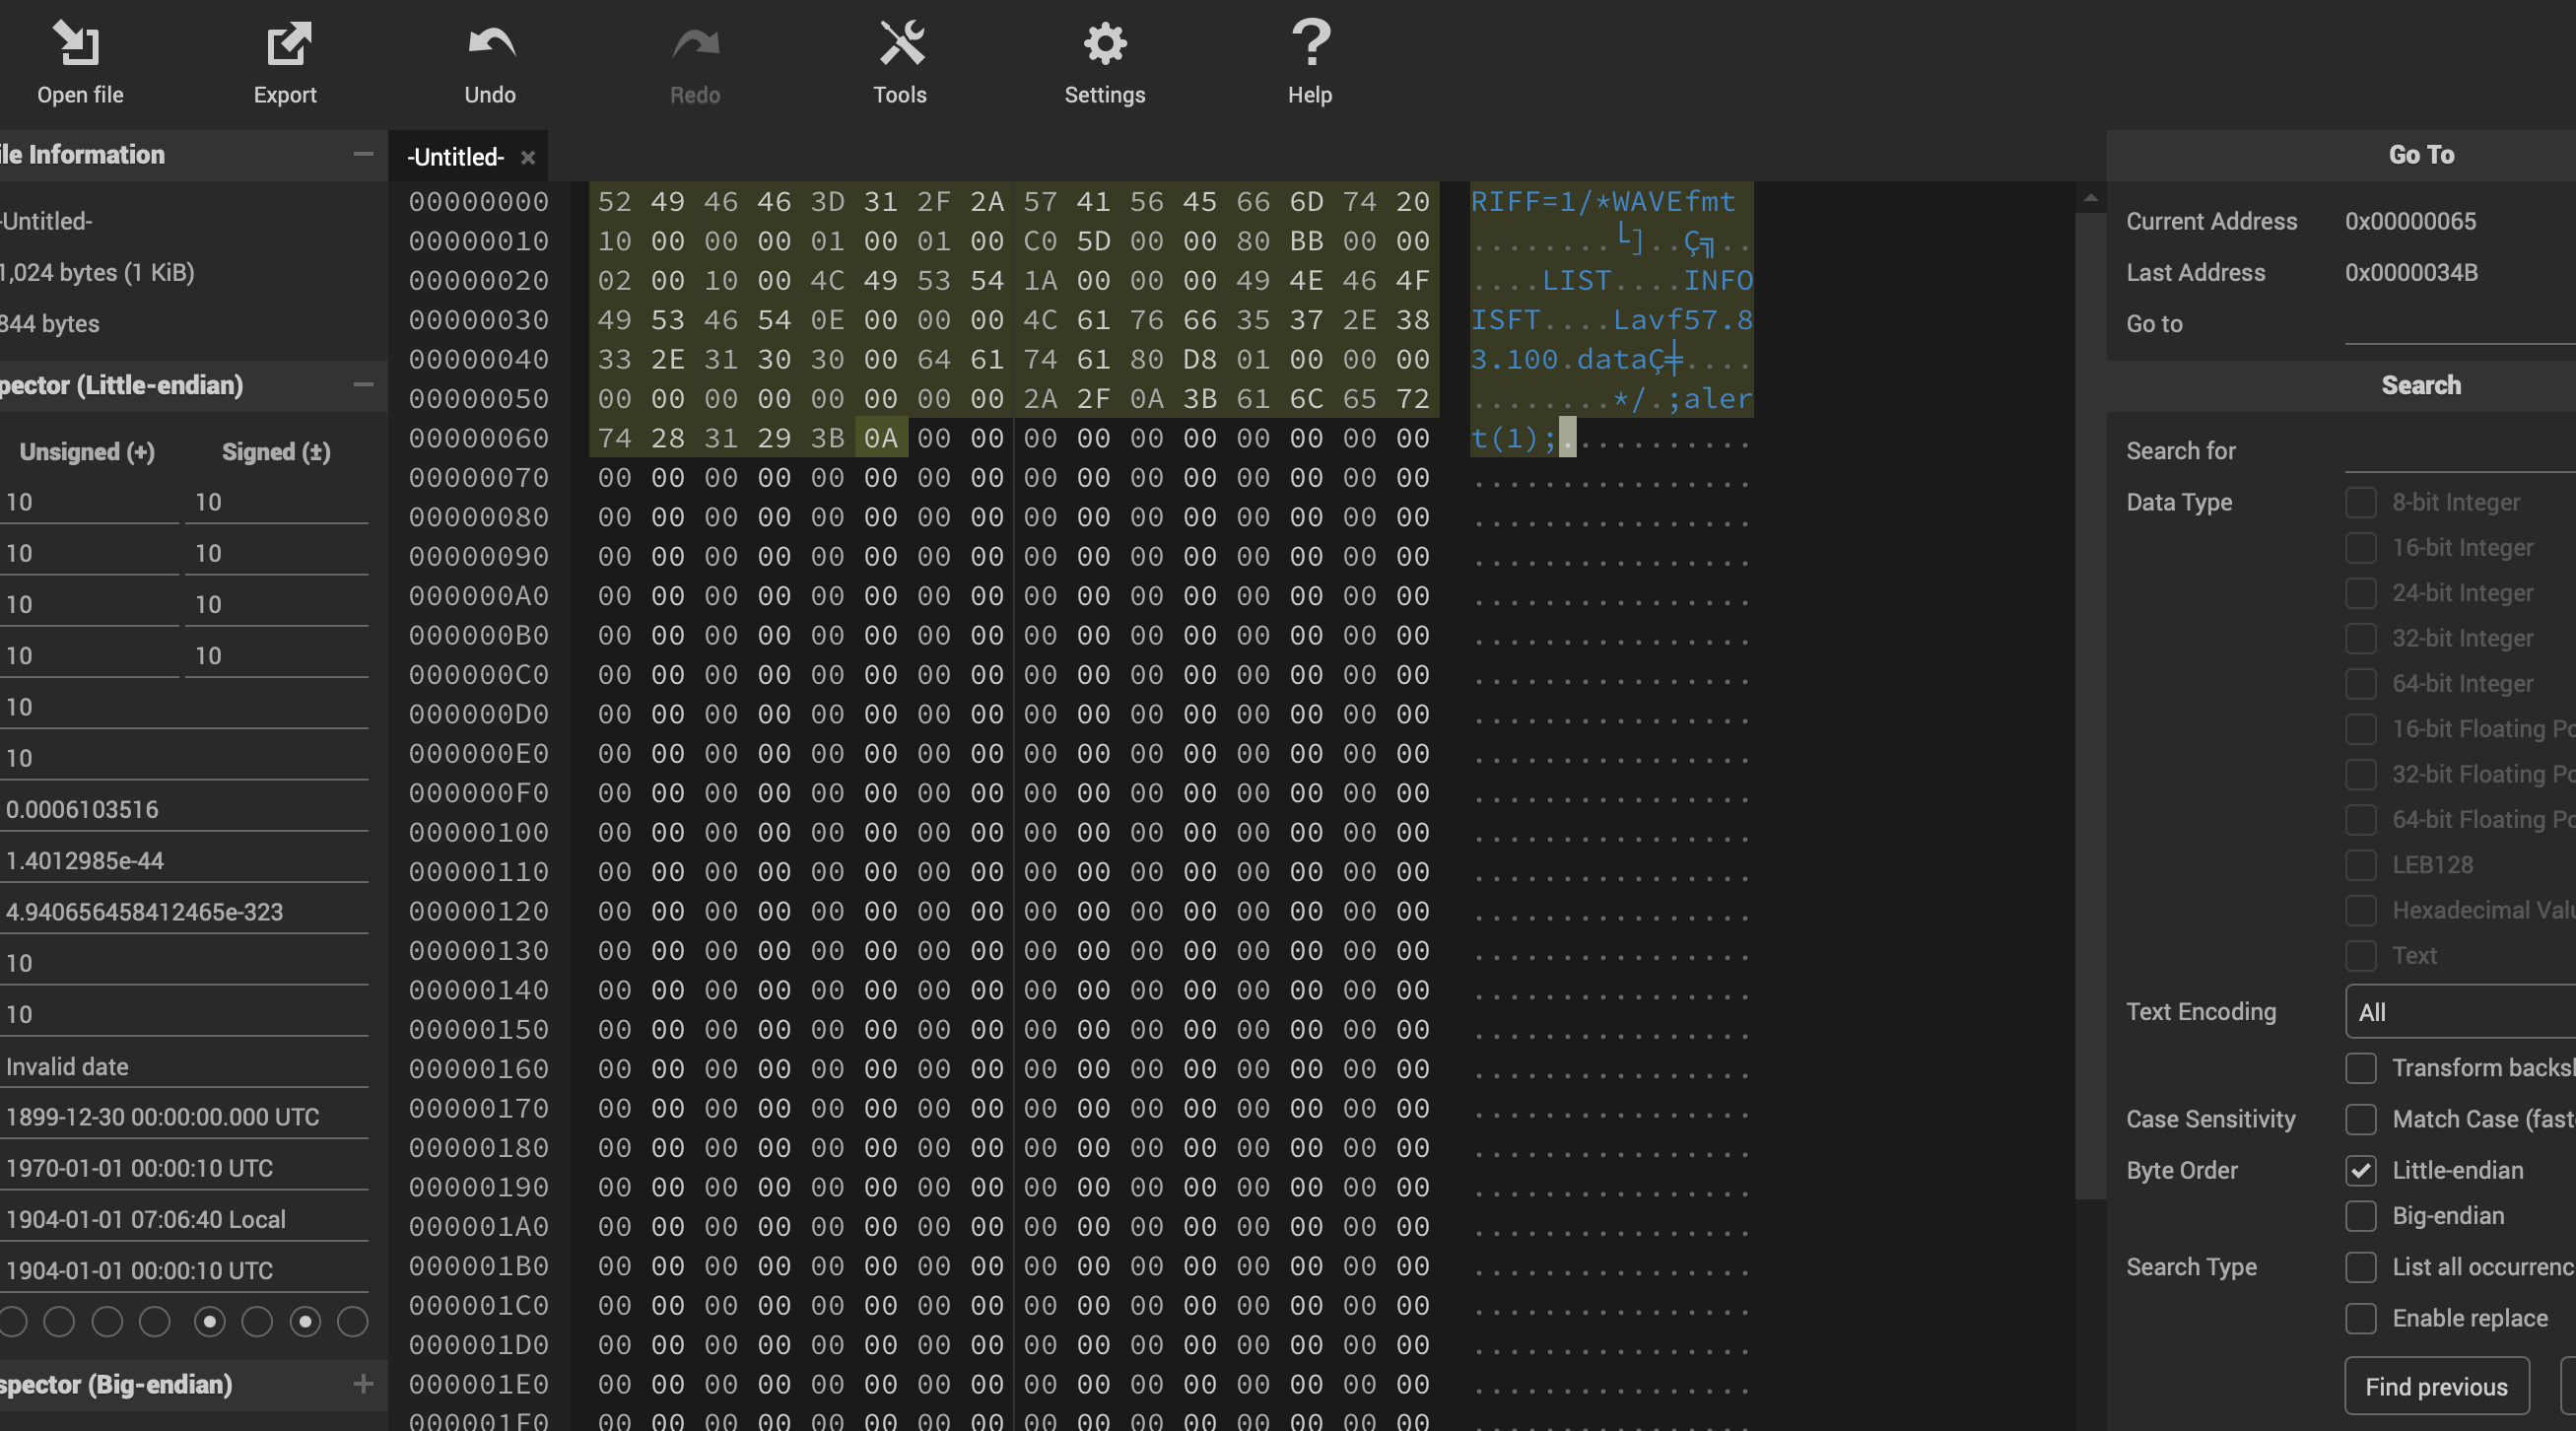 Open file Export Undo Redo Tools Settings Help
ile Information
-Untitled-
1,024 bytes (1 KiB)
844 bytes
pector (Little-endian)
Unsigned (+) Signed (±)
10 10
10 10
10 10
10 10
10
10
0.0006103516
1.4012985e-44
4.940656458412465e-323
10
10
Invalid date
1899-12-30 00:00:00.000 UTC
1970-01-01 00:00:10 UTC
1904-01-01 07:06:40 Local
1904-01-01 00:00:10 UTC
spector (Big-endian)
-Untitled- ×
00000000 52 49 46 46 3D 31 2F 2A 57 41 56 45 66 6D 74 20 RIFF=1/*WAVEfmt
00000010 10 00 00 00 01 00 01 00 C0 5D 00 00 80 BB 00 00 ........└]..Ç╗..
00000020 02 00 10 00 4C 49 53 54 1A 00 00 00 49 4E 46 4F ....LIST....INFO
00000030 49 53 46 54 0E 00 00 00 4C 61 76 66 35 37 2E 38 ISFT....Lavf57.8
00000040 33 2E 31 30 30 00 64 61 74 61 80 D8 01 00 00 00 3.100.dataÇ╪....
00000050 00 00 00 00 00 00 00 00 2A 2F 0A 3B 61 6C 65 72 ........*/.;aler
00000060 74 28 31 29 3B 0A 00 00 00 00 00 00 00 00 00 00 t(1);...........
00000070 00 00 00 00 00 00 00 00 00 00 00 00 00 00 00 00 ................
00000080 00 00 00 00 00 00 00 00 00 00 00 00 00 00 00 00 ................
00000090 00 00 00 00 00 00 00 00 00 00 00 00 00 00 00 00 ................
000000A0 00 00 00 00 00 00 00 00 00 00 00 00 00 00 00 00 ................
000000B0 00 00 00 00 00 00 00 00 00 00 00 00 00 00 00 00 ................
000000C0 00 00 00 00 00 00 00 00 00 00 00 00 00 00 00 00 ................
000000D0 00 00 00 00 00 00 00 00 00 00 00 00 00 00 00 00 ................
000000E0 00 00 00 00 00 00 00 00 00 00 00 00 00 00 00 00 ................
000000F0 00 00 00 00 00 00 00 00 00 00 00 00 00 00 00 00 ................
00000100 00 00 00 00 00 00 00 00 00 00 00 00 00 00 00 00 ................
00000110 00 00 00 00 00 00 00 00 00 00 00 00 00 00 00 00 ................
00000120 00 00 00 00 00 00 00 00 00 00 00 00 00 00 00 00 ................
00000130 00 00 00 00 00 00 00 00 00 00 00 00 00 00 00 00 ................
00000140 00 00 00 00 00 00 00 00 00 00 00 00 00 00 00 00 ................
00000150 00 00 00 00 00 00 00 00 00 00 00 00 00 00 00 00 ................
00000160 00 00 00 00 00 00 00 00 00 00 00 00 00 00 00 00 ................
00000170 00 00 00 00 00 00 00 00 00 00 00 00 00 00 00 00 ................
00000180 00 00 00 00 00 00 00 00 00 00 00 00 00 00 00 00 ................
00000190 00 00 00 00 00 00 00 00 00 00 00 00 00 00 00 00 ................
000001A0 00 00 00 00 00 00 00 00 00 00 00 00 00 00 00 00 ................
000001B0 00 00 00 00 00 00 00 00 00 00 00 00 00 00 00 00 ................
000001C0 00 00 00 00 00 00 00 00 00 00 00 00 00 00 00 00 ................
000001D0 00 00 00 00 00 00 00 00 00 00 00 00 00 00 00 00 ................
000001E0 00 00 00 00 00 00 00 00 00 00 00 00 00 00 00 00 ................
000001F0 00 00 00 00 00 00 00 00 00 00 00 00 00 00 00 00 ................
Go To
Current Address 0x00000065
Last Address 0x0000034B
Go to
Search
Search for
Data Type 8-bit Integer
16-bit Integer
24-bit Integer
32-bit Integer
64-bit Integer
16-bit Floating Po
32-bit Floating Po
64-bit Floating Po
LEB128
Hexadecimal Valu
Text
Text Encoding All
Transform backsl
Case Sensitivity Match Case (fast
Byte Order Little-endian
Big-endian
Search Type List all occurrenc
Enable replace
Find previous